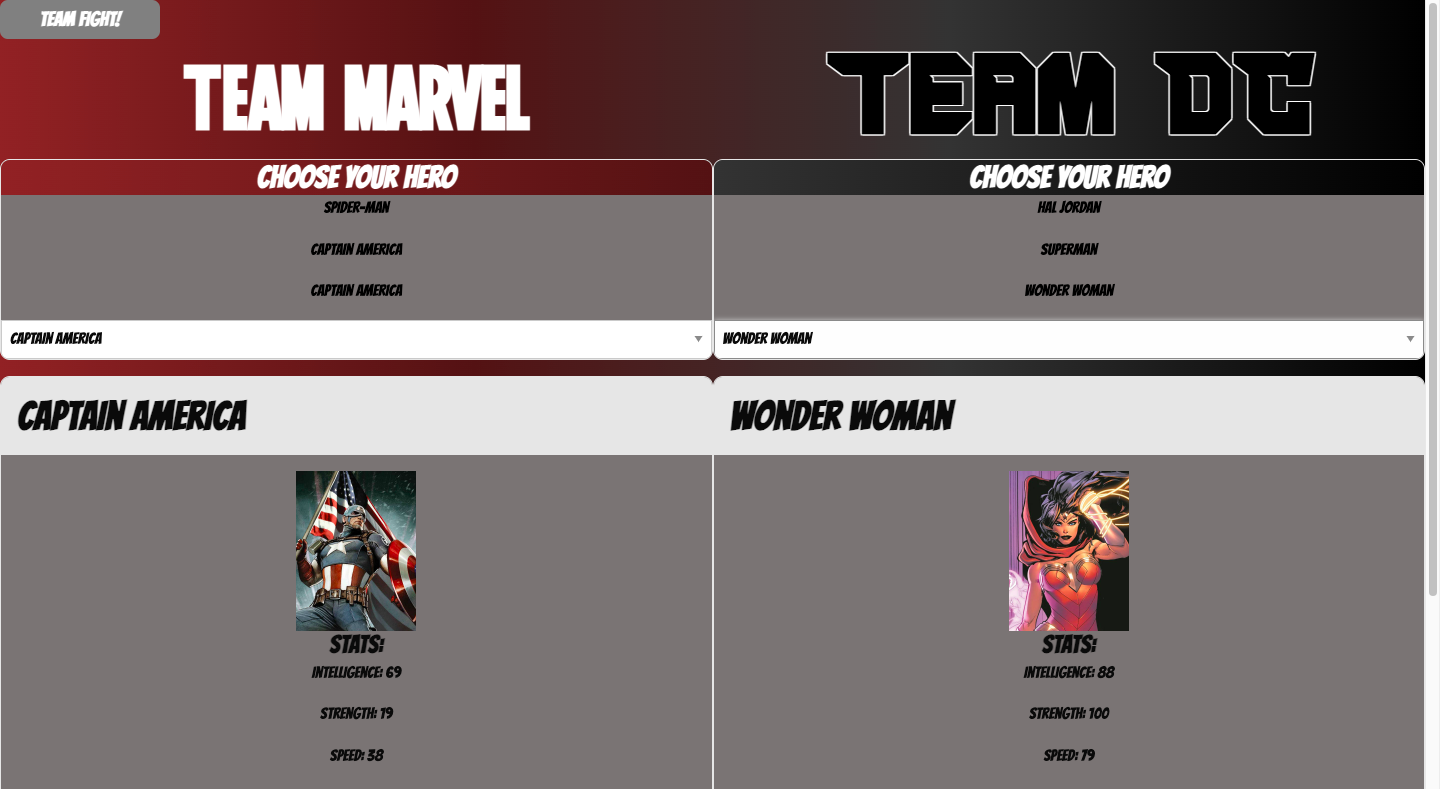 TEAM FIGHT!
TEAM MARVEL
TEAM DC
CHOOSE YOUR HERO
SPIDER-MAN
CAPTAIN AMERICA
CAPTAIN AMERICA
CAPTAIN AMERICA
CHOOSE YOUR HERO
HAL JORDAN
SUPERMAN
WONDER WOMAN
WONDER WOMAN
CAPTAIN AMERICA
STATS:
INTELLIGENCE: 69
STRENGTH: 19
SPEED: 38
WONDER WOMAN
STATS:
INTELLIGENCE: 88
STRENGTH: 100
SPEED: 79